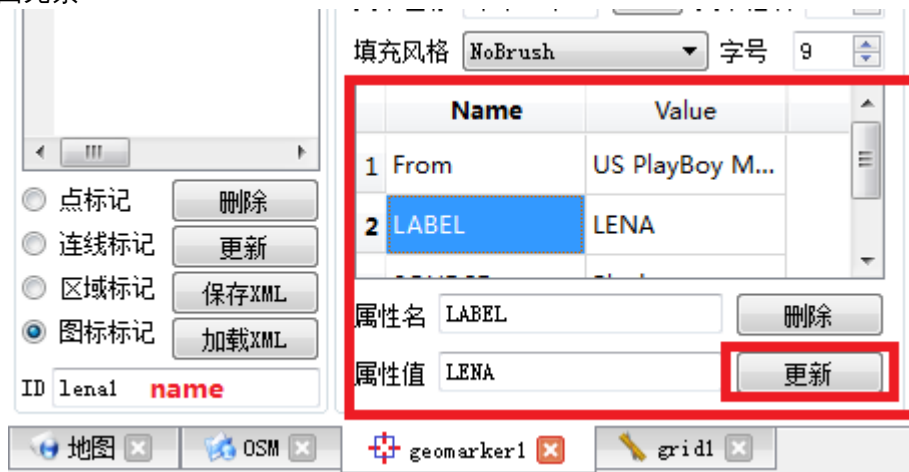 填充风格 NoBrush 字号 9
Name Value
1 From US PlayBoy M...
2 LABEL LENA
点标记 删除
连线标记 更新
区域标记 保存XML
图标标记 加载XML
ID lena1 name
属性名 LABEL 删除
属性值 LENA 更新
地图 OSM geomarker1 grid1